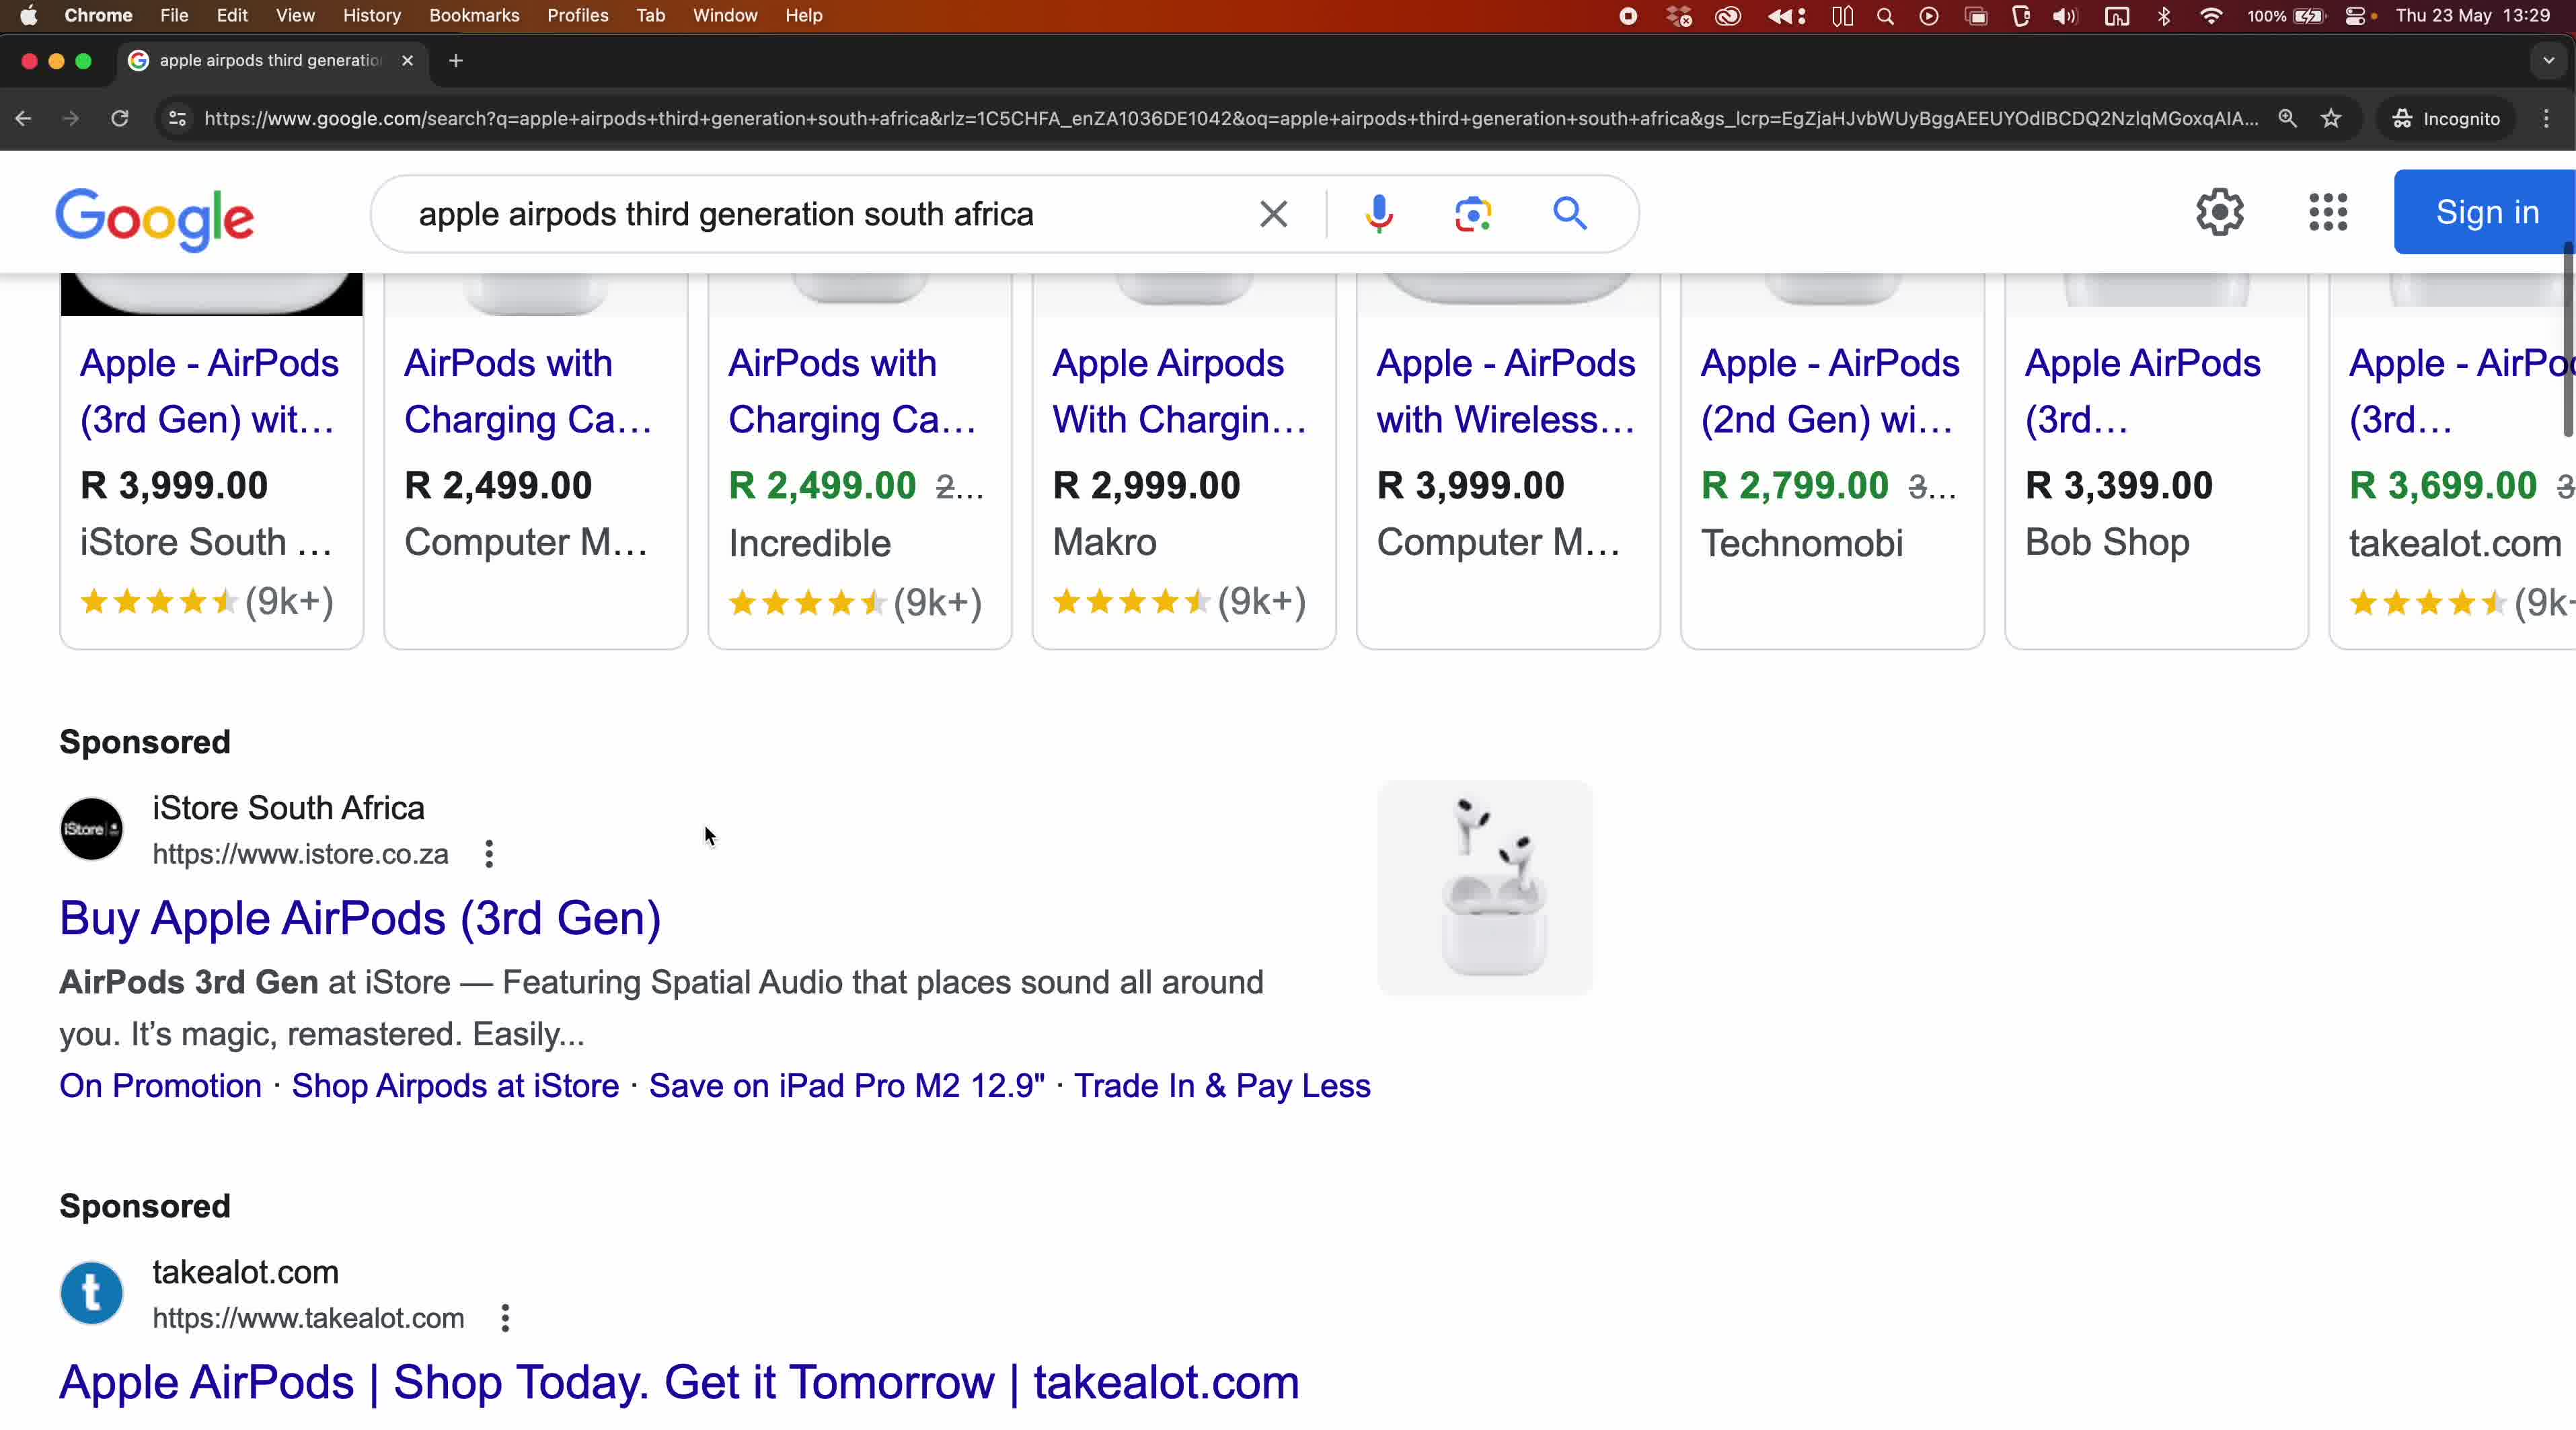 Chrome File Edit View History Bookmarks Profiles Tab Window Help 100% Thu 23 May 13:29
apple airpods third generatio
https://www.google.com/search?q=apple+airpods+third+generation+south+africa&rlz=1C5CHFA_enZA1036DE1042&oq=apple+airpods+third+generation+south+africa&gs_lcrp=EgZjaHJvbWUyBggAEEUYOdIBCDQ2NzlqMGoxqAIA... Incognito
Google apple airpods third generation south africa Sign in
Apple - AirPods
(3rd Gen) wit...
R 3,999.00
iStore South ...
(9k+)
AirPods with
Charging Ca...
R 2,499.00
Computer M...
AirPods with
Charging Ca...
R 2,499.00 2...
Incredible
(9k+)
Apple Airpods
With Chargin...
R 2,999.00
Makro
(9k+)
Apple - AirPods
with Wireless...
R 3,999.00
Computer M...
Apple - AirPods
(2nd Gen) wi...
R 2,799.00 3...
Technomobi
Apple AirPods
(3rd...
R 3,399.00
Bob Shop
Apple - AirPod
(3rd...
R 3,699.00 3
takealot.com
(9k+
Sponsored
iStore
iStore South Africa
https://www.istore.co.za
Buy Apple AirPods (3rd Gen)
AirPods 3rd Gen at iStore — Featuring Spatial Audio that places sound all around
you. It's magic, remastered. Easily...
On Promotion · Shop Airpods at iStore · Save on iPad Pro M2 12.9" · Trade In & Pay Less
Sponsored
t
takealot.com
https://www.takealot.com
Apple AirPods | Shop Today. Get it Tomorrow | takealot.com